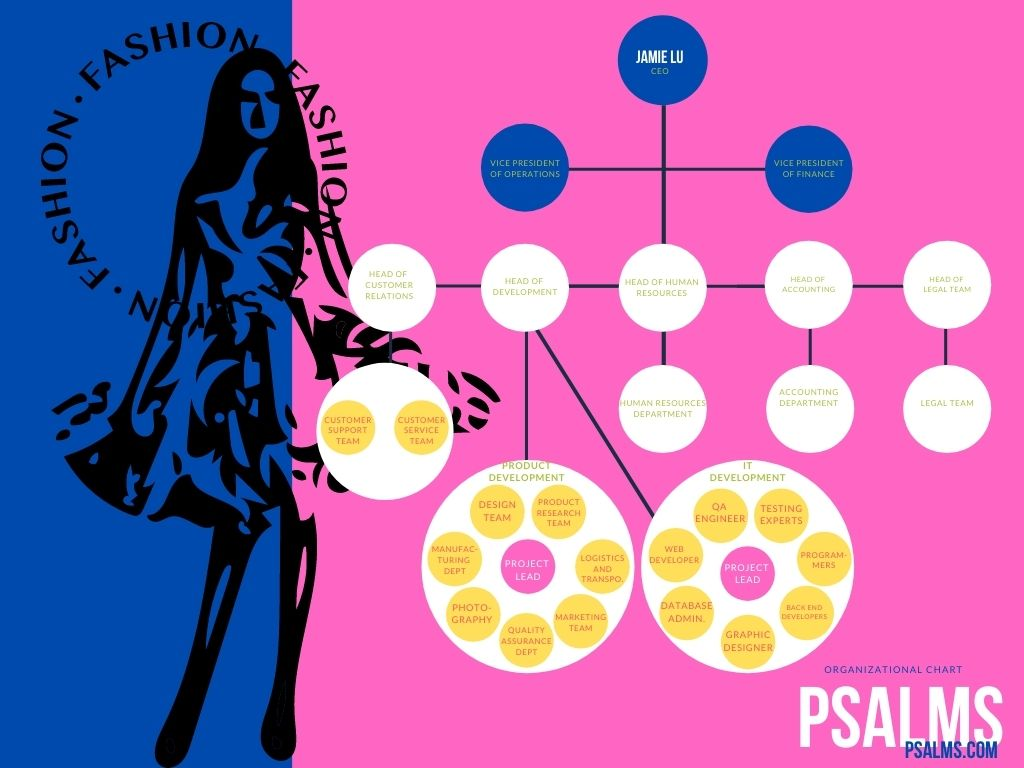 FASHION · FASHION · FASHION · FASHION ·
JAMIE LU
CEO
VICE PRESIDENT
OF OPERATIONS
VICE PRESIDENT
OF FINANCE
HEAD OF
CUSTOMER
RELATIONS
HEAD OF
DEVELOPMENT
HEAD OF HUMAN
RESOURCES
HEAD OF
ACCOUNTING
HEAD OF
LEGAL TEAM
CUSTOMER
SUPPORT
TEAM
CUSTOMER
SERVICE
TEAM
HUMAN RESOURCES
DEPARTMENT
ACCOUNTING
DEPARTMENT
LEGAL TEAM
PRODUCT
DEVELOPMENT
DESIGN
TEAM
PRODUCT
RESEARCH
TEAM
MANUFAC-
TURING
DEPT
PROJECT
LEAD
LOGISTICS
AND
TRANSPO.
PHOTO-
GRAPHY
MARKETING
TEAM
QUALITY
ASSURANCE
DEPT
IT
DEVELOPMENT
QA
ENGINEER
TESTING
EXPERTS
WEB
DEVELOPER
PROJECT
LEAD
PROGRAM-
MERS
DATABASE
ADMIN.
BACK END
DEVELOPERS
GRAPHIC
DESIGNER
ORGANIZATIONAL CHART
PSALMS
PSALMS.COM